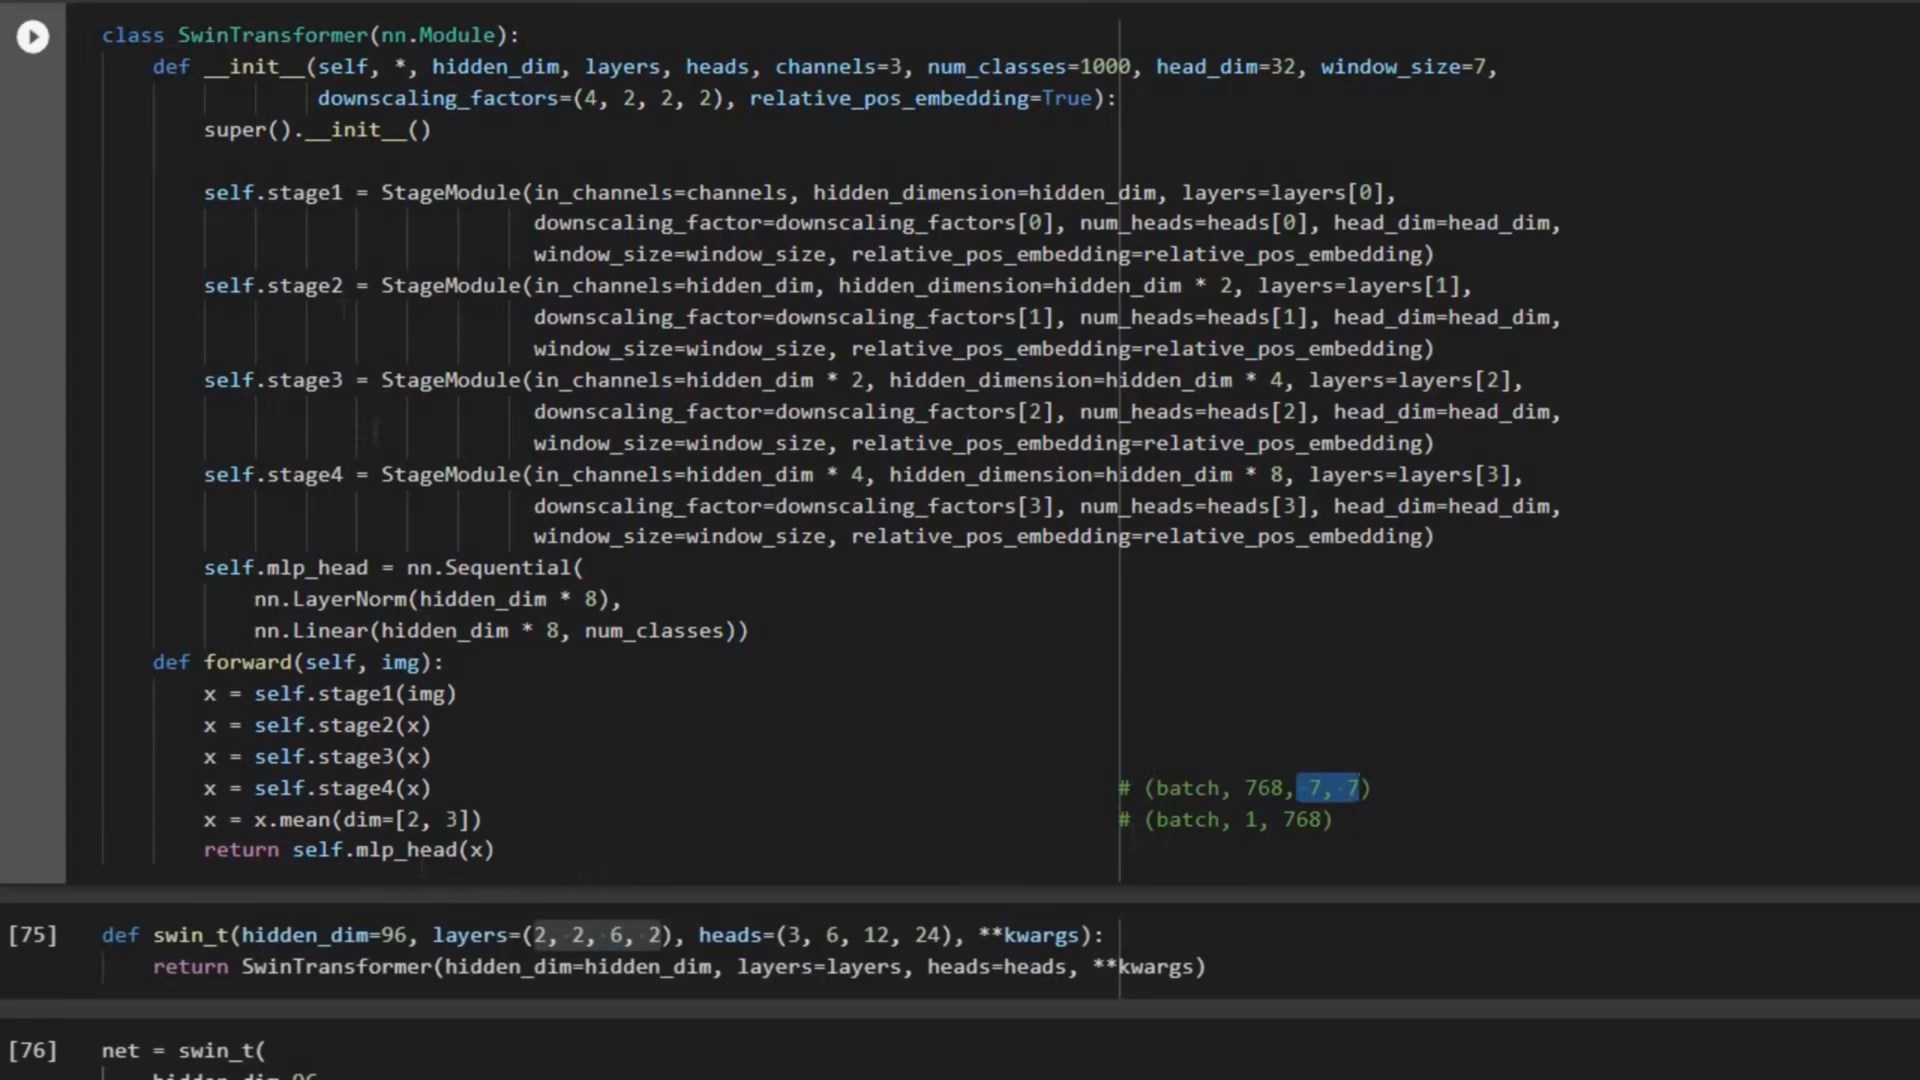 class SwinTransformer(nn.Module):
def __init__(self, *, hidden_dim, layers, heads, channels=3, num_classes=1000, head_dim=32, window_size=7,
downscaling_factors=(4, 2, 2, 2), relative_pos_embedding=True):
super().__init__()
self.stage1 = StageModule(in_channels=channels, hidden_dimension=hidden_dim, layers=layers[0],
downscaling_factor=downscaling_factors[0], num_heads=heads[0], head_dim=head_dim,
window_size=window_size, relative_pos_embedding=relative_pos_embedding)
self.stage2 = StageModule(in_channels=hidden_dim, hidden_dimension=hidden_dim * 2, layers=layers[1],
downscaling_factor=downscaling_factors[1], num_heads=heads[1], head_dim=head_dim,
window_size=window_size, relative_pos_embedding=relative_pos_embedding)
self.stage3 = StageModule(in_channels=hidden_dim * 2, hidden_dimension=hidden_dim * 4, layers=layers[2],
downscaling_factor=downscaling_factors[2], num_heads=heads[2], head_dim=head_dim,
window_size=window_size, relative_pos_embedding=relative_pos_embedding)
self.stage4 = StageModule(in_channels=hidden_dim * 4, hidden_dimension=hidden_dim * 8, layers=layers[3],
downscaling_factor=downscaling_factors[3], num_heads=heads[3], head_dim=head_dim,
window_size=window_size, relative_pos_embedding=relative_pos_embedding)
self.mlp_head = nn.Sequential(
nn.LayerNorm(hidden_dim * 8),
nn.Linear(hidden_dim * 8, num_classes))
def forward(self, img):
x = self.stage1(img)
x = self.stage2(x)
x = self.stage3(x)
x = self.stage4(x) # (batch, 768, 7, 7)
x = x.mean(dim=[2, 3]) # (batch, 1, 768)
return self.mlp_head(x)
[75] def swin_t(hidden_dim=96, layers=(2, 2, 6, 2), heads=(3, 6, 12, 24), **kwargs):
return SwinTransformer(hidden_dim=hidden_dim, layers=layers, heads=heads, **kwargs)
[76] net = swin_t(
hidden_dim=96